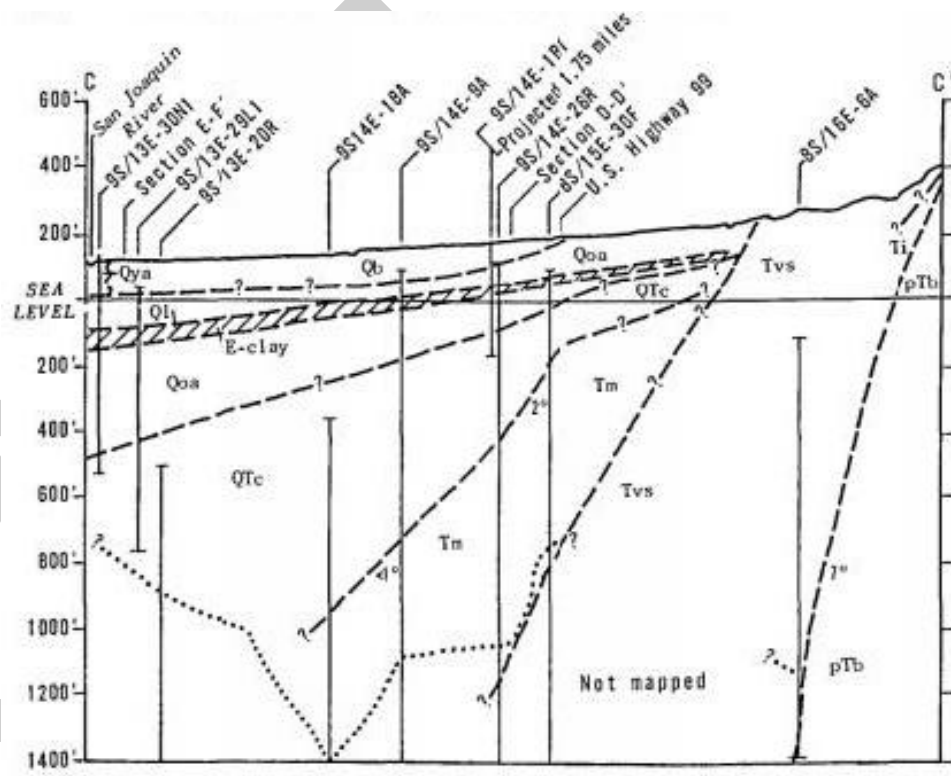 C
C'
San Joaquin
River
9S/13E-30N1
Section E-E'
9S/13E-29L1
9S/13E-20R
9S14E-18A
9S/14E-9A
9S/14E-1R1
Projected 1.75 miles
9S/14E-26R
Section D-D'
8S/15E-30F
U.S. Highway 99
8S/16E-6A
600'
400'
200'
SEA
LEVEL
200'
400'
600'
800'
1000'
1200'
1400'
Qya
Qb
Qoa
Tvs
Ti
pTb
Ql
E-clay
QTc
Qoa
Tm
2°
QTc
Tvs
Tm
?
?
?
?
?
?
?
?
?
?
?
?
?
?
pTb
Not mapped